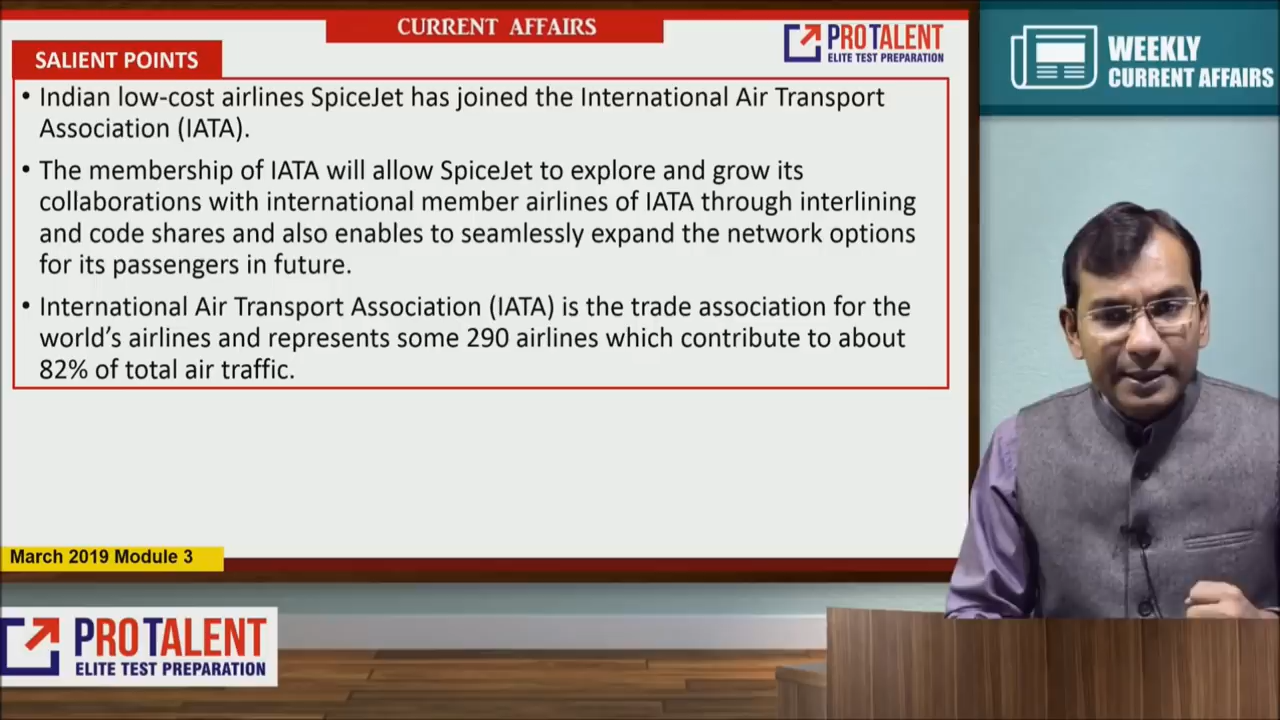 CURRENT AFFAIRS
PROTALENT
ELITE TEST PREPARATION
WEEKLY
CURRENT AFFAIRS
SALIENT POINTS
• Indian low-cost airlines SpiceJet has joined the International Air Transport
Association (IATA).
• The membership of IATA will allow SpiceJet to explore and grow its
collaborations with international member airlines of IATA through interlining
and code shares and also enables to seamlessly expand the network options
for its passengers in future.
• International Air Transport Association (IATA) is the trade association for the
world’s airlines and represents some 290 airlines which contribute to about
82% of total air traffic.
March 2019 Module 3
PROTALENT
ELITE TEST PREPARATION